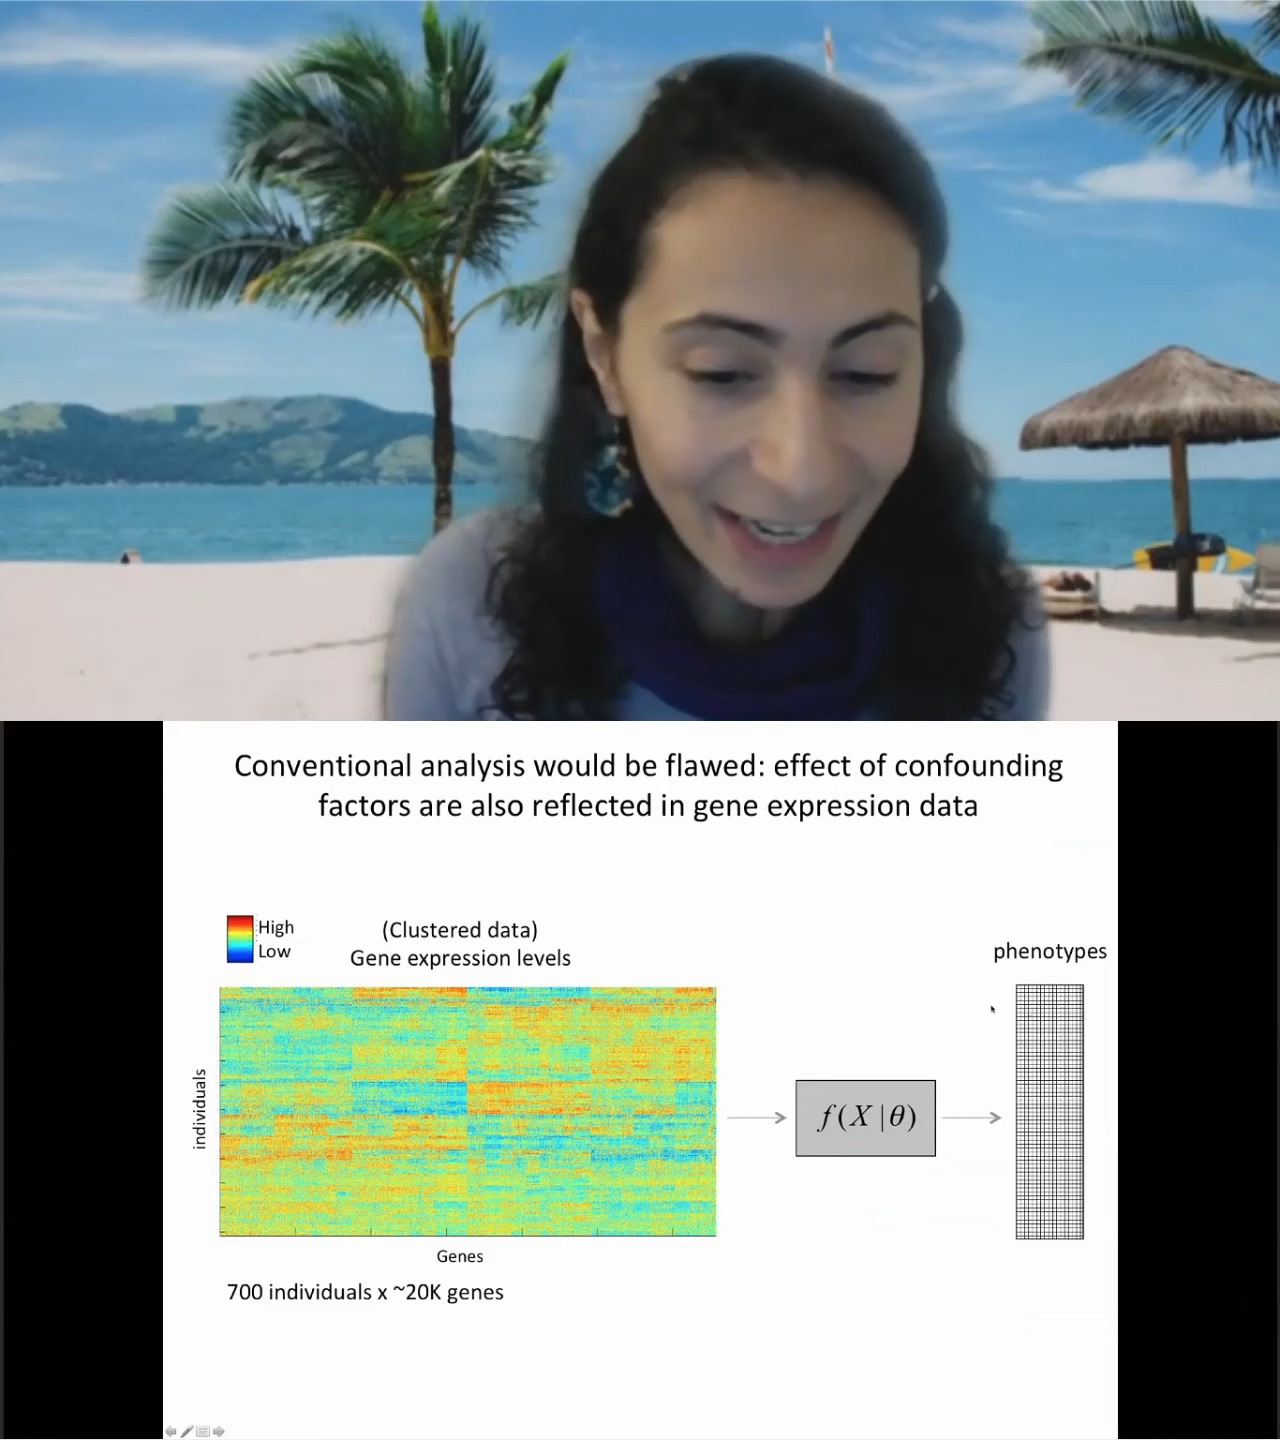 Conventional analysis would be flawed: effect of confounding
factors are also reflected in gene expression data
High
Low
(Clustered data)
Gene expression levels
phenotypes
individuals
f(X|θ)
Genes
700 individuals x ~20K genes